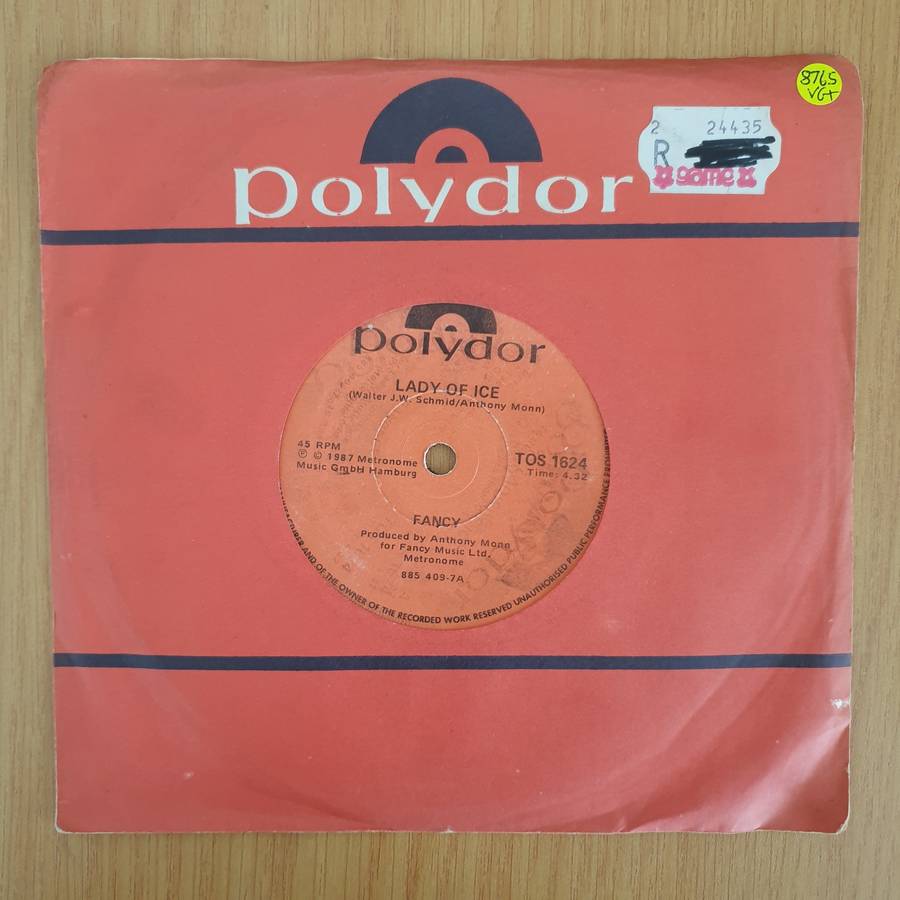 8765
VG+
2 24435
R
game
polydor
polydor
LADY OF ICE
(Walter J.W. Schmid/Anthony Monn)
45 RPM
℗ © 1987 Metronome
Music GmbH Hamburg
TOS 1624
Time: 4.32
FANCY
Produced by Anthony Monn
for Fancy Music Ltd,
Metronome
885 409-7A
AND OF THE OWNER OF THE RECORDED WORK RESERVED UNAUTHORISED PUBLIC PERFORMANCE